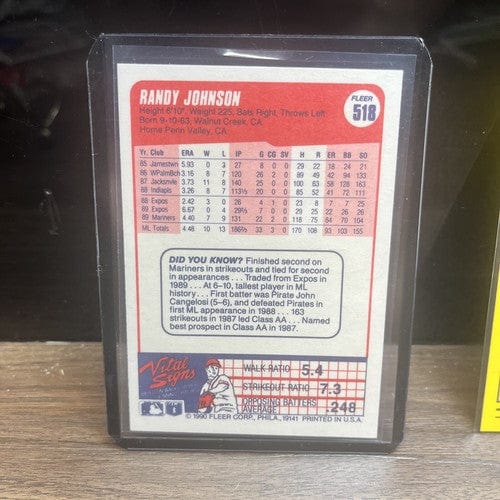 RANDY JOHNSON
FLEER
518
Height 6'10", Weight 225, Bats Right, Throws Left
Born 9-10-63, Walnut Creek, CA
Home Penn Valley, CA
Yr. Club ERA W L IP G CG SV H R ER BB SO
85 Jamestwn 5.93 0 3 27 8 0 0 29 22 18 24 21
86 WPalmBch 3.16 8 7 120 26 2 0 89 49 42 94 133
87 Jacksnvile 3.73 11 8 140 25 0 0 100 63 58 128 163
88 Indiaplis 3.26 8 7 113⅓ 20 0 0 85 52 41 72 111
88 Expos 2.42 3 0 26 4 1 0 23 8 7 7 25
89 Expos 6.67 0 4 29⅔ 7 0 0 29 25 22 26 26
89 Mariners 4.40 7 9 131 22 2 0 118 75 64 70 104
ML Totals 4.48 10 13 186⅔ 33 3 0 170 108 93 103 155
DID YOU KNOW? Finished second on
Mariners in strikeouts and tied for second
in appearances . . . Traded from Expos in
1989 . . . At 6-10, tallest player in ML
history . . . First batter was Pirate John
Cangelosi (5-6), and defeated Pirates in
first ML appearance in 1988 . . . 163
strikeouts in 1987 led Class AA . . . Named
best prospect in Class AA in 1987.
Vital
Signs
WALK RATIO 5.4
STRIKEOUT RATIO 7.3
OPPOSING BATTERS
AVERAGE .248
© 1990 FLEER CORP., PHILA., 19141 PRINTED IN U.S.A.